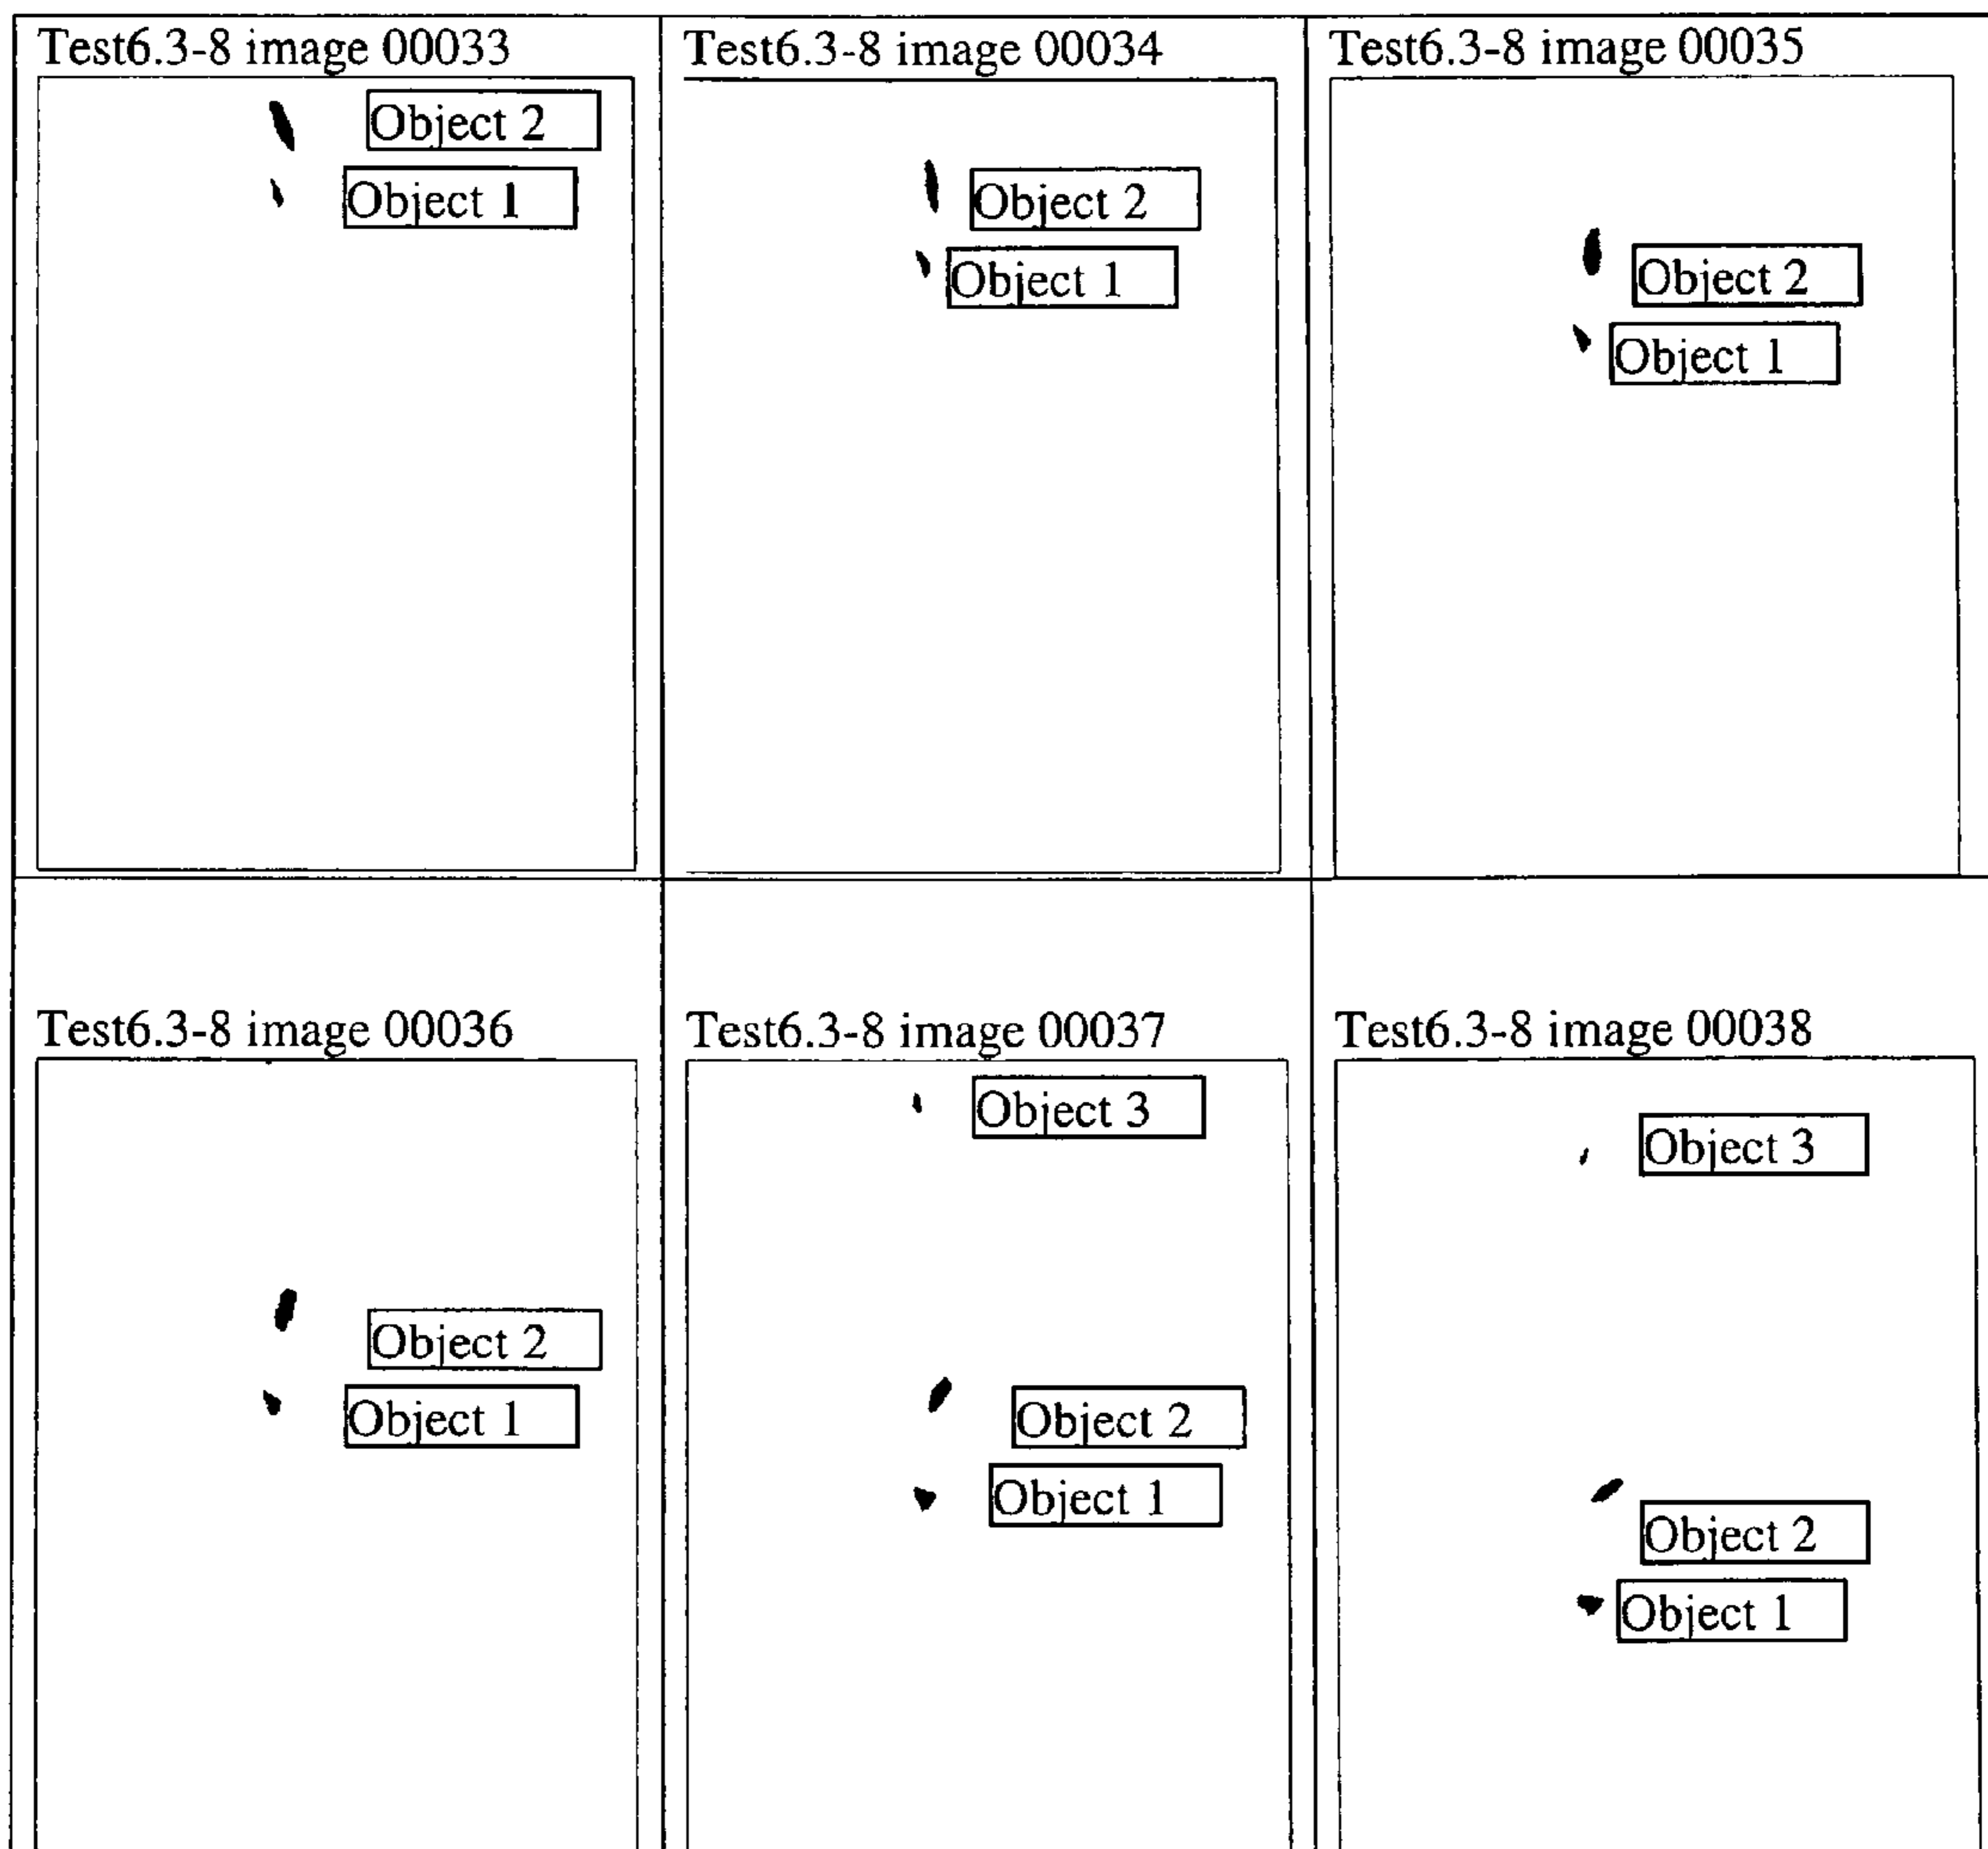 Test6.3-8 image 00033
Object 2
Object 1
Test6.3-8 image 00034
Object 2
Object 1
Test6.3-8 image 00035
Object 2
Object 1
Test6.3-8 image 00036
Object 2
Object 1
Test6.3-8 image 00037
Object 3
Object 2
Object 1
Test6.3-8 image 00038
Object 3
Object 2
Object 1